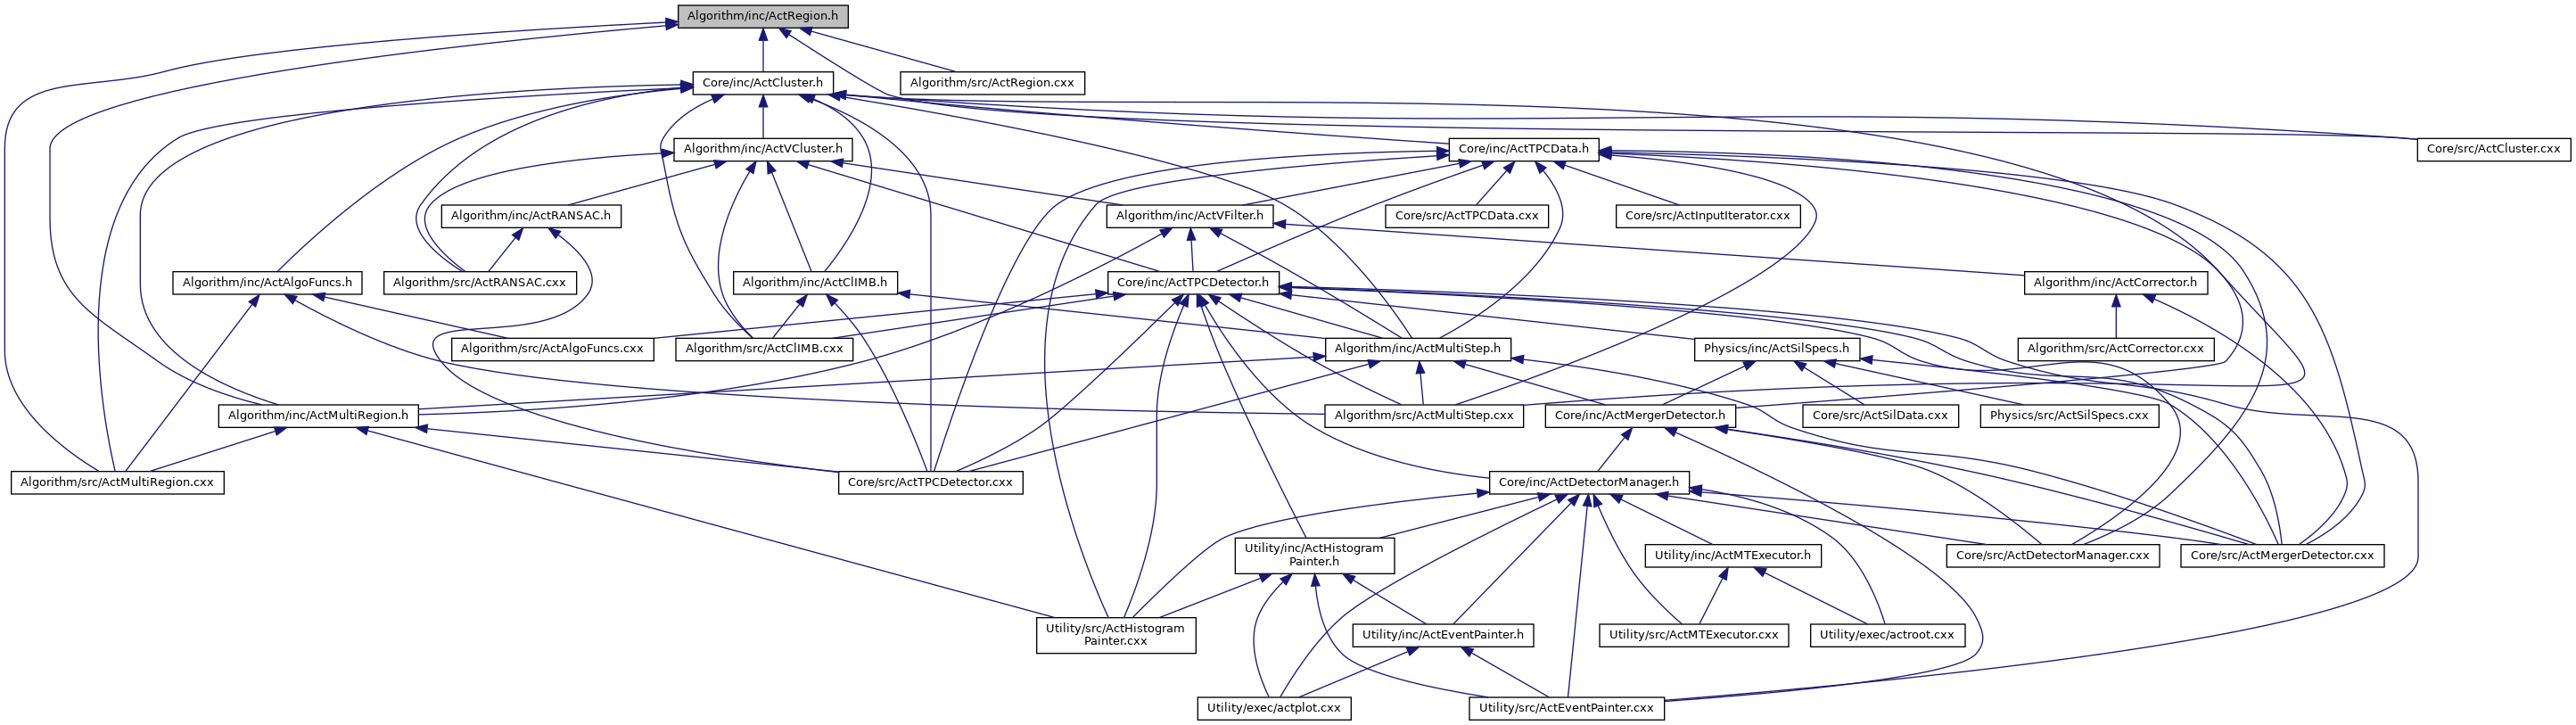 Algorithm/inc/ActRegion.h
Core/inc/ActCluster.h
Algorithm/src/ActRegion.cxx
Algorithm/inc/ActVCluster.h
Core/inc/ActTPCData.h
Core/src/ActCluster.cxx
Algorithm/inc/ActRANSAC.h
Algorithm/inc/ActVFilter.h
Core/src/ActTPCData.cxx
Core/src/ActInputIterator.cxx
Algorithm/inc/ActAlgoFuncs.h
Algorithm/src/ActRANSAC.cxx
Algorithm/inc/ActClIMB.h
Core/inc/ActTPCDetector.h
Algorithm/inc/ActCorrector.h
Algorithm/src/ActAlgoFuncs.cxx
Algorithm/src/ActClIMB.cxx
Algorithm/inc/ActMultiStep.h
Physics/inc/ActSilSpecs.h
Algorithm/src/ActCorrector.cxx
Algorithm/inc/ActMultiRegion.h
Algorithm/src/ActMultiStep.cxx
Core/inc/ActMergerDetector.h
Core/src/ActSilData.cxx
Physics/src/ActSilSpecs.cxx
Algorithm/src/ActMultiRegion.cxx
Core/src/ActTPCDetector.cxx
Core/inc/ActDetectorManager.h
Utility/inc/ActHistogram
Painter.h
Utility/inc/ActMTExecutor.h
Core/src/ActDetectorManager.cxx
Core/src/ActMergerDetector.cxx
Utility/src/ActHistogram
Painter.cxx
Utility/inc/ActEventPainter.h
Utility/src/ActMTExecutor.cxx
Utility/exec/actroot.cxx
Utility/exec/actplot.cxx
Utility/src/ActEventPainter.cxx